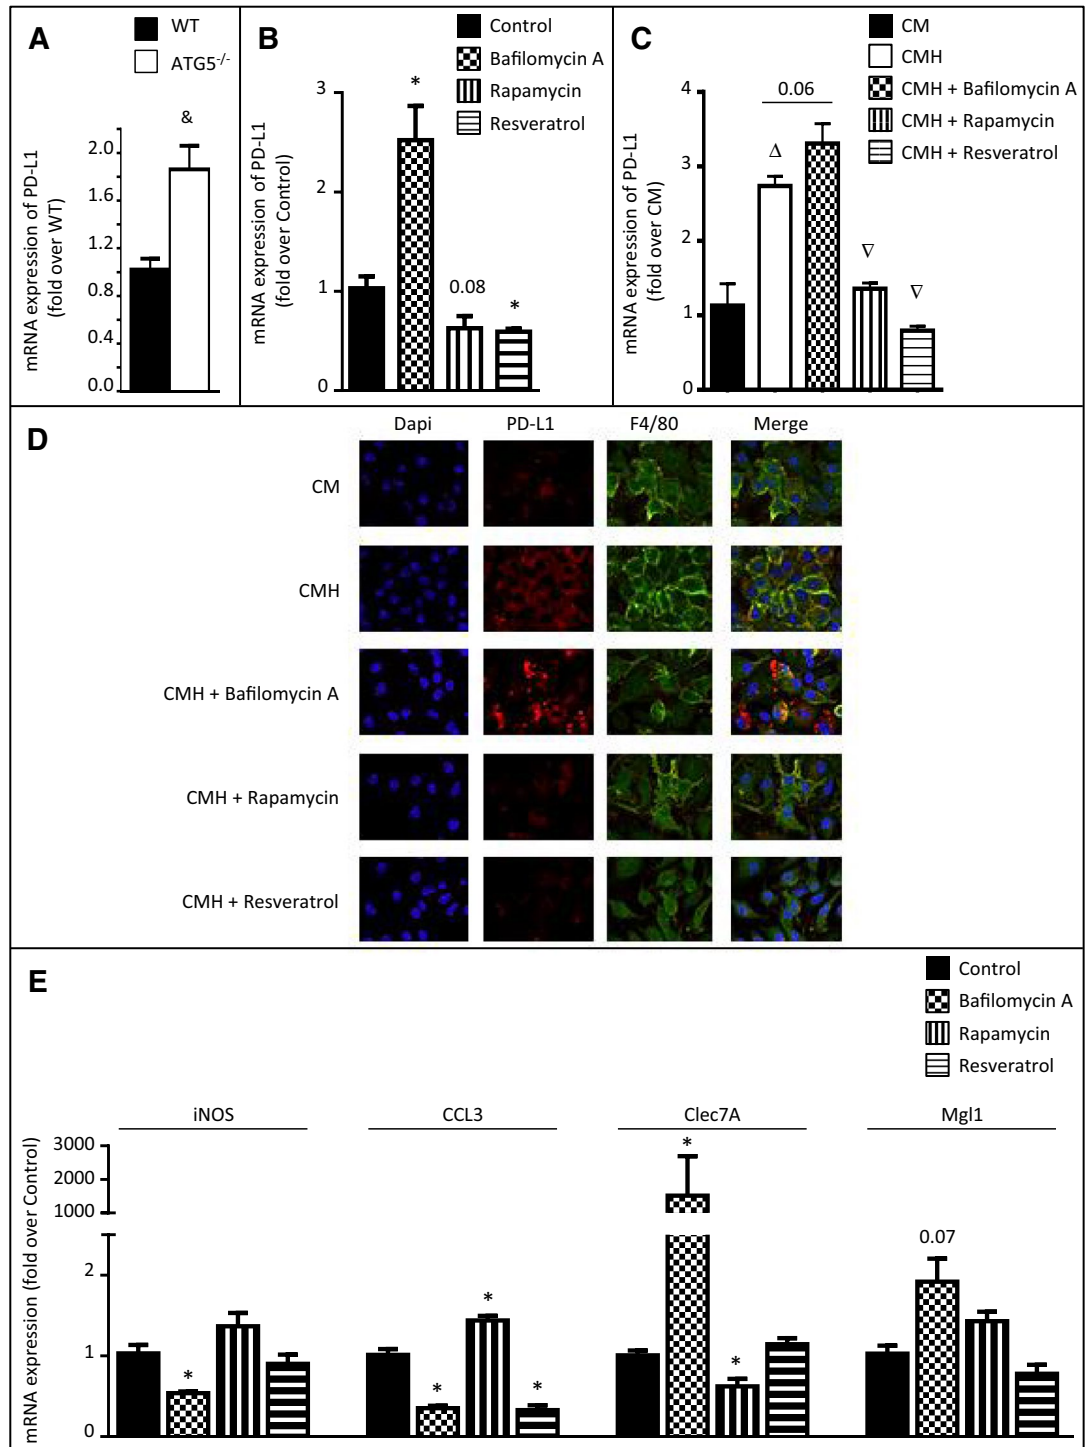 A
WT
ATG5-/-
mRNA expression of PD-L1
(fold over WT)
2.0
1.6
1.2
0.8
0.4
0.0
&
B
Control
Bafilomycin A
Rapamycin
Resveratrol
mRNA expression of PD-L1
(fold over Control)
3
2
1
0
*
0.08
*
C
CM
CMH
CMH + Bafilomycin A
CMH + Rapamycin
CMH + Resveratrol
mRNA expression of PD-L1
(fold over CM)
4
3
2
1
0
0.06
Δ
∇
∇
D
Dapi PD-L1 F4/80 Merge
CM
CMH
CMH + Bafilomycin A
CMH + Rapamycin
CMH + Resveratrol
E
Control
Bafilomycin A
Rapamycin
Resveratrol
iNOS CCL3 Clec7A Mgl1
mRNA expression (fold over Control)
3000
2000
1000
2
1
0
*
*
*
*
*
*
0.07